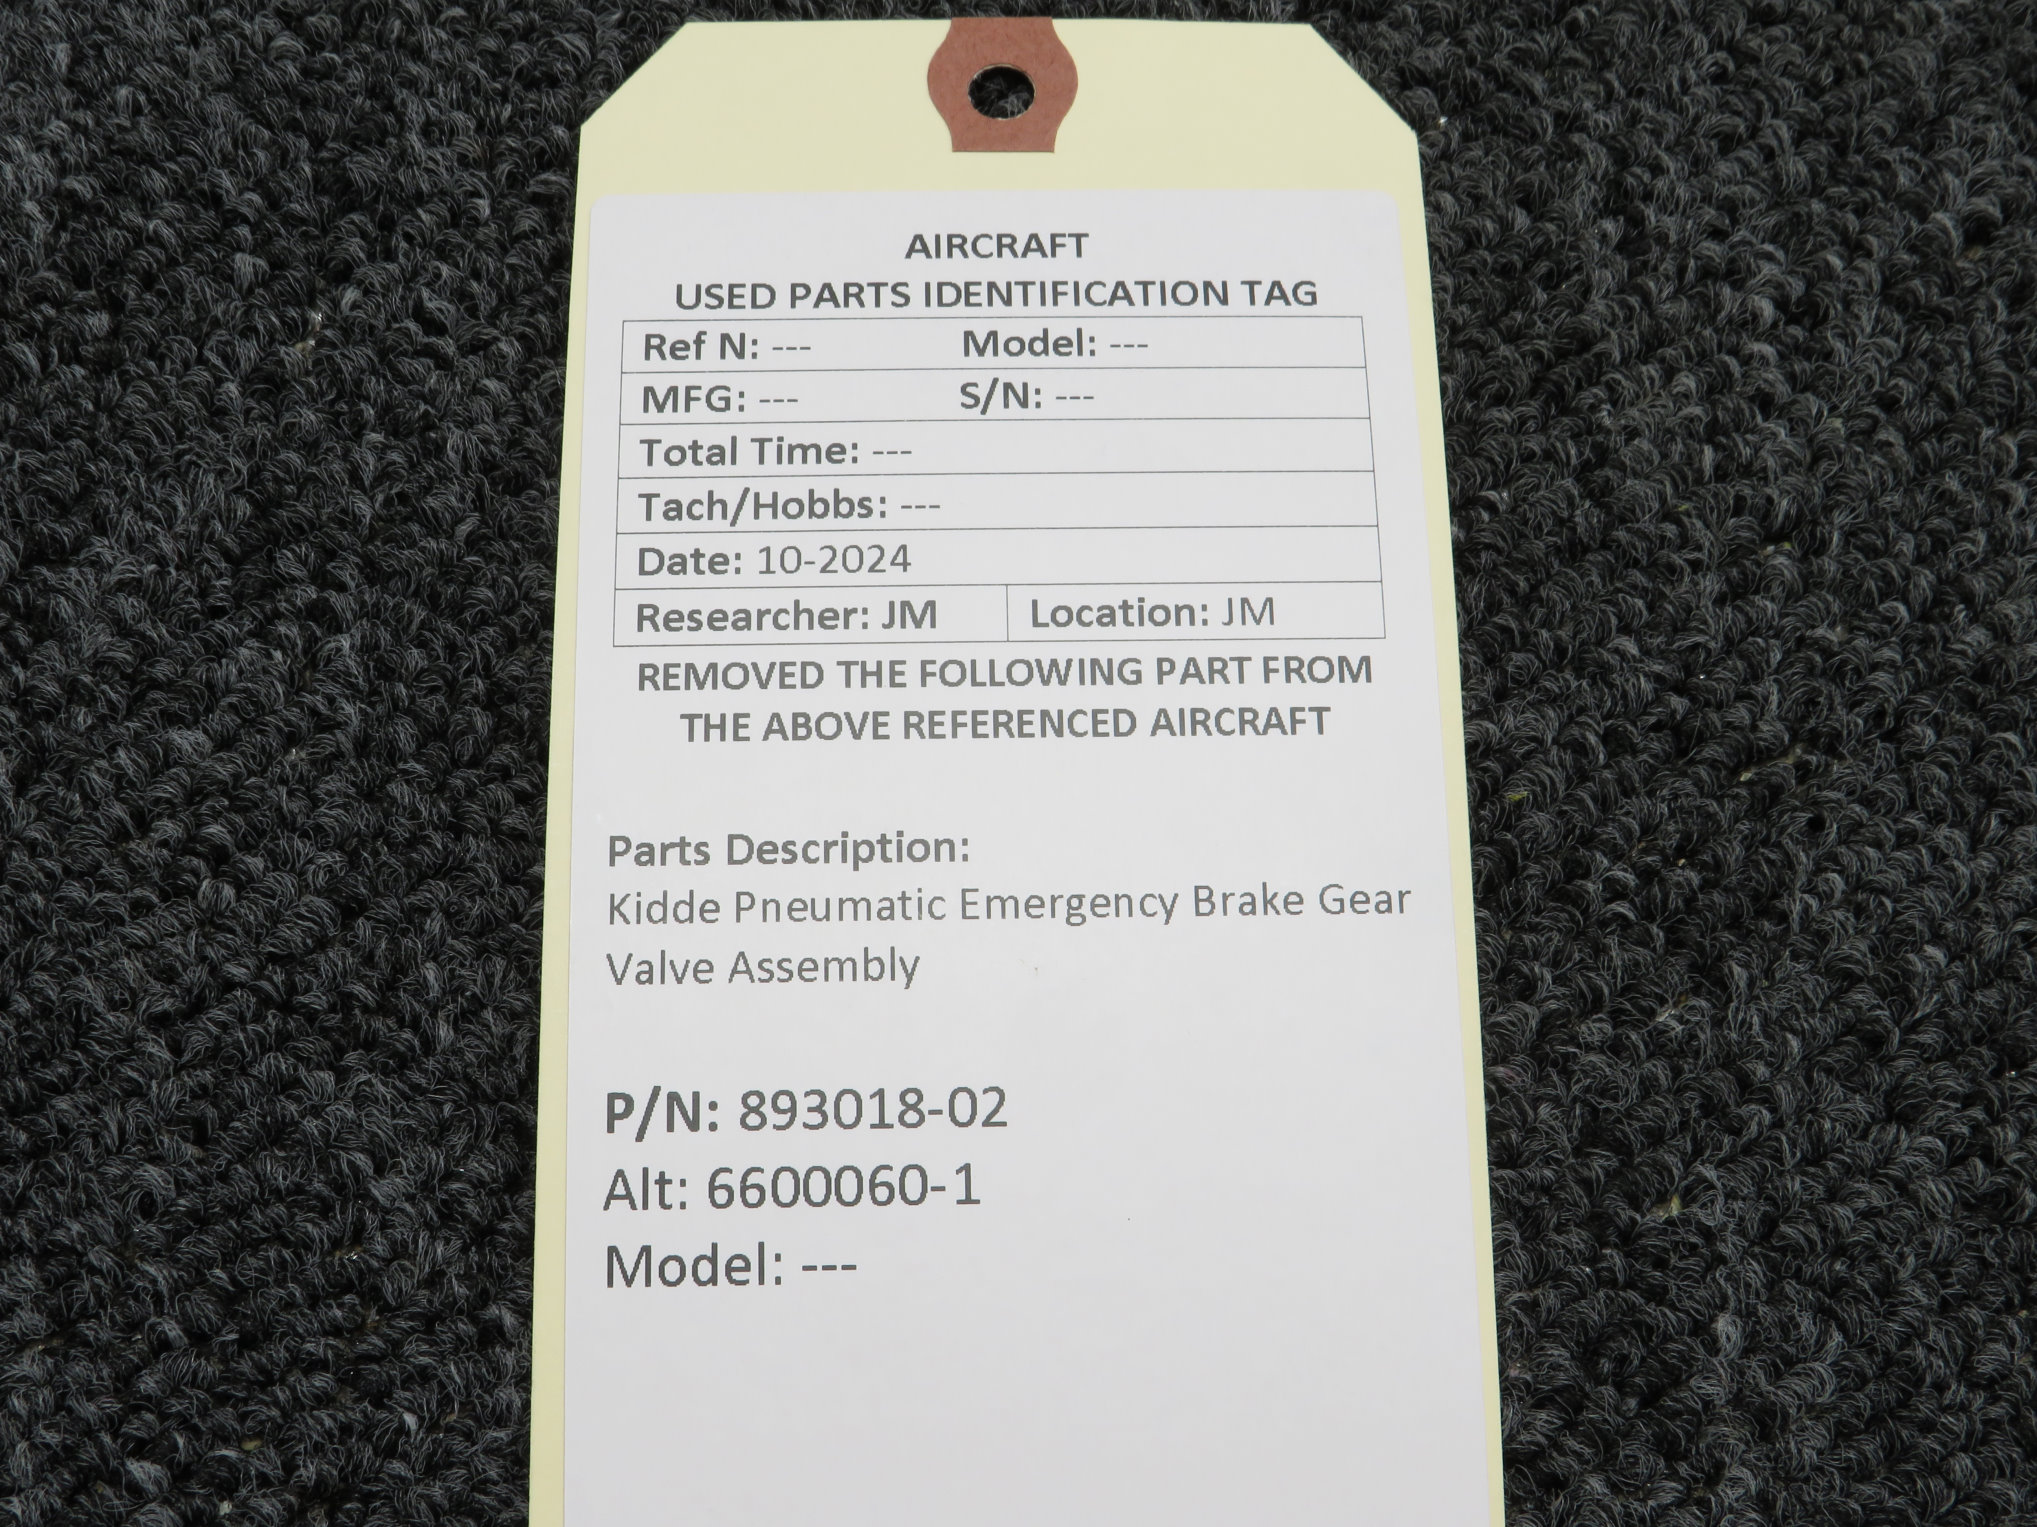 AIRCRAFT
USED PARTS IDENTIFICATION TAG
Ref N: --- Model: ---
MFG: --- S/N: ---
Total Time: ---
Tach/Hobbs: ---
Date: 10-2024
Researcher: JM Location: JM
REMOVED THE FOLLOWING PART FROM
THE ABOVE REFERENCED AIRCRAFT
Parts Description:
Kidde Pneumatic Emergency Brake Gear
Valve Assembly
P/N: 893018-02
Alt: 6600060-1
Model: ---